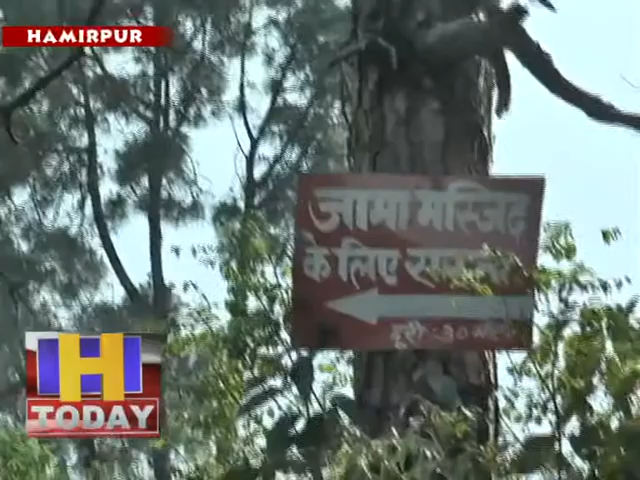 HAMIRPUR
जामा मस्जिद
के लिए रास्ता
दूरी :
H
TODAY